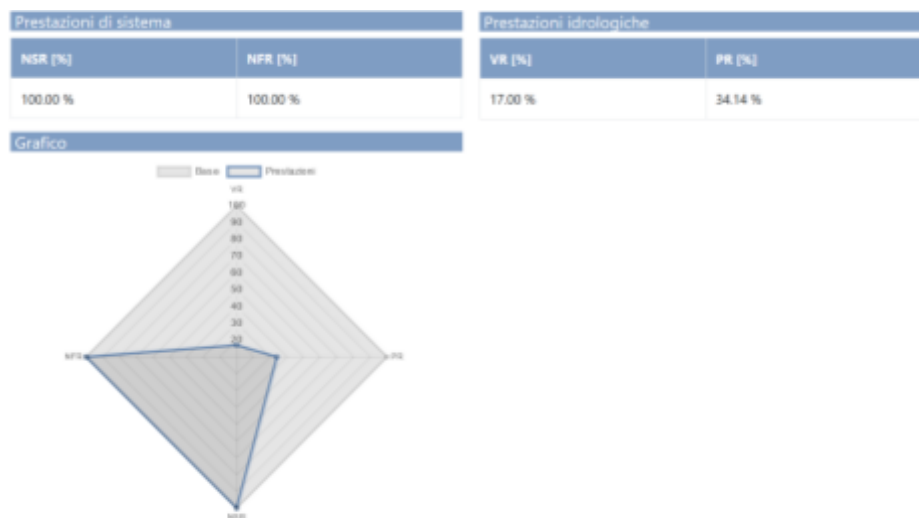 Prestazioni di sistema
NSR [%] NFR [%]
100.00 % 100.00 %
Prestazioni idrologiche
VR [%] PR [%]
17.00 % 34.14 %
Grafico
Base Prestazioni
VR
100
90
80
70
60
50
40
30
20
NFR PR
NSR